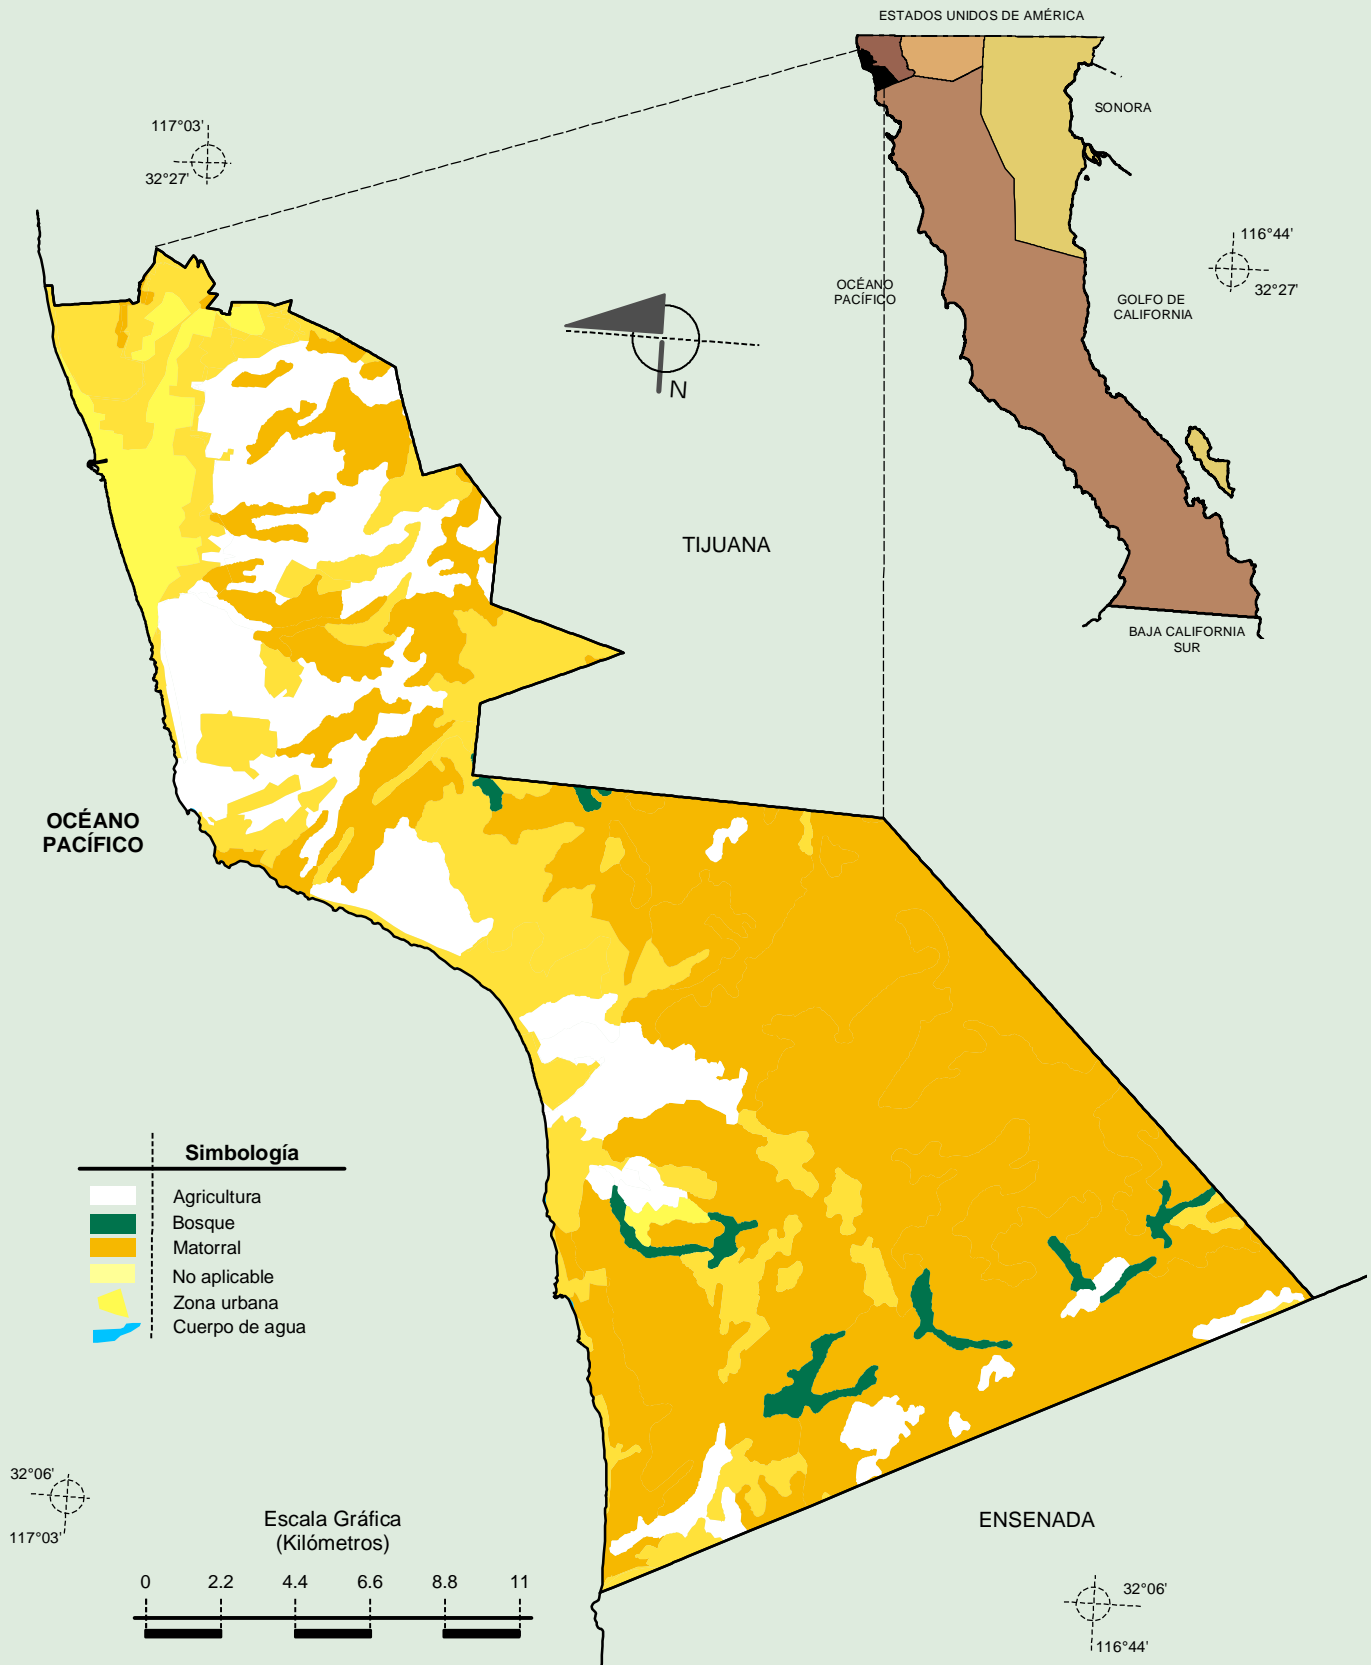 ESTADOS UNIDOS DE AMÉRICA
SONORA
117°03'
32°27'
116°44'
32°27'
OCÉANO
PACÍFICO
GOLFO DE
CALIFORNIA
N
TIJUANA
BAJA CALIFORNIA
SUR
OCÉANO
PACÍFICO
Simbología
Agricultura
Bosque
Matorral
No aplicable
Zona urbana
Cuerpo de agua
32°06'
117°03'
Escala Gráfica
(Kilómetros)
0 2.2 4.4 6.6 8.8 11
ENSENADA
32°06'
116°44'